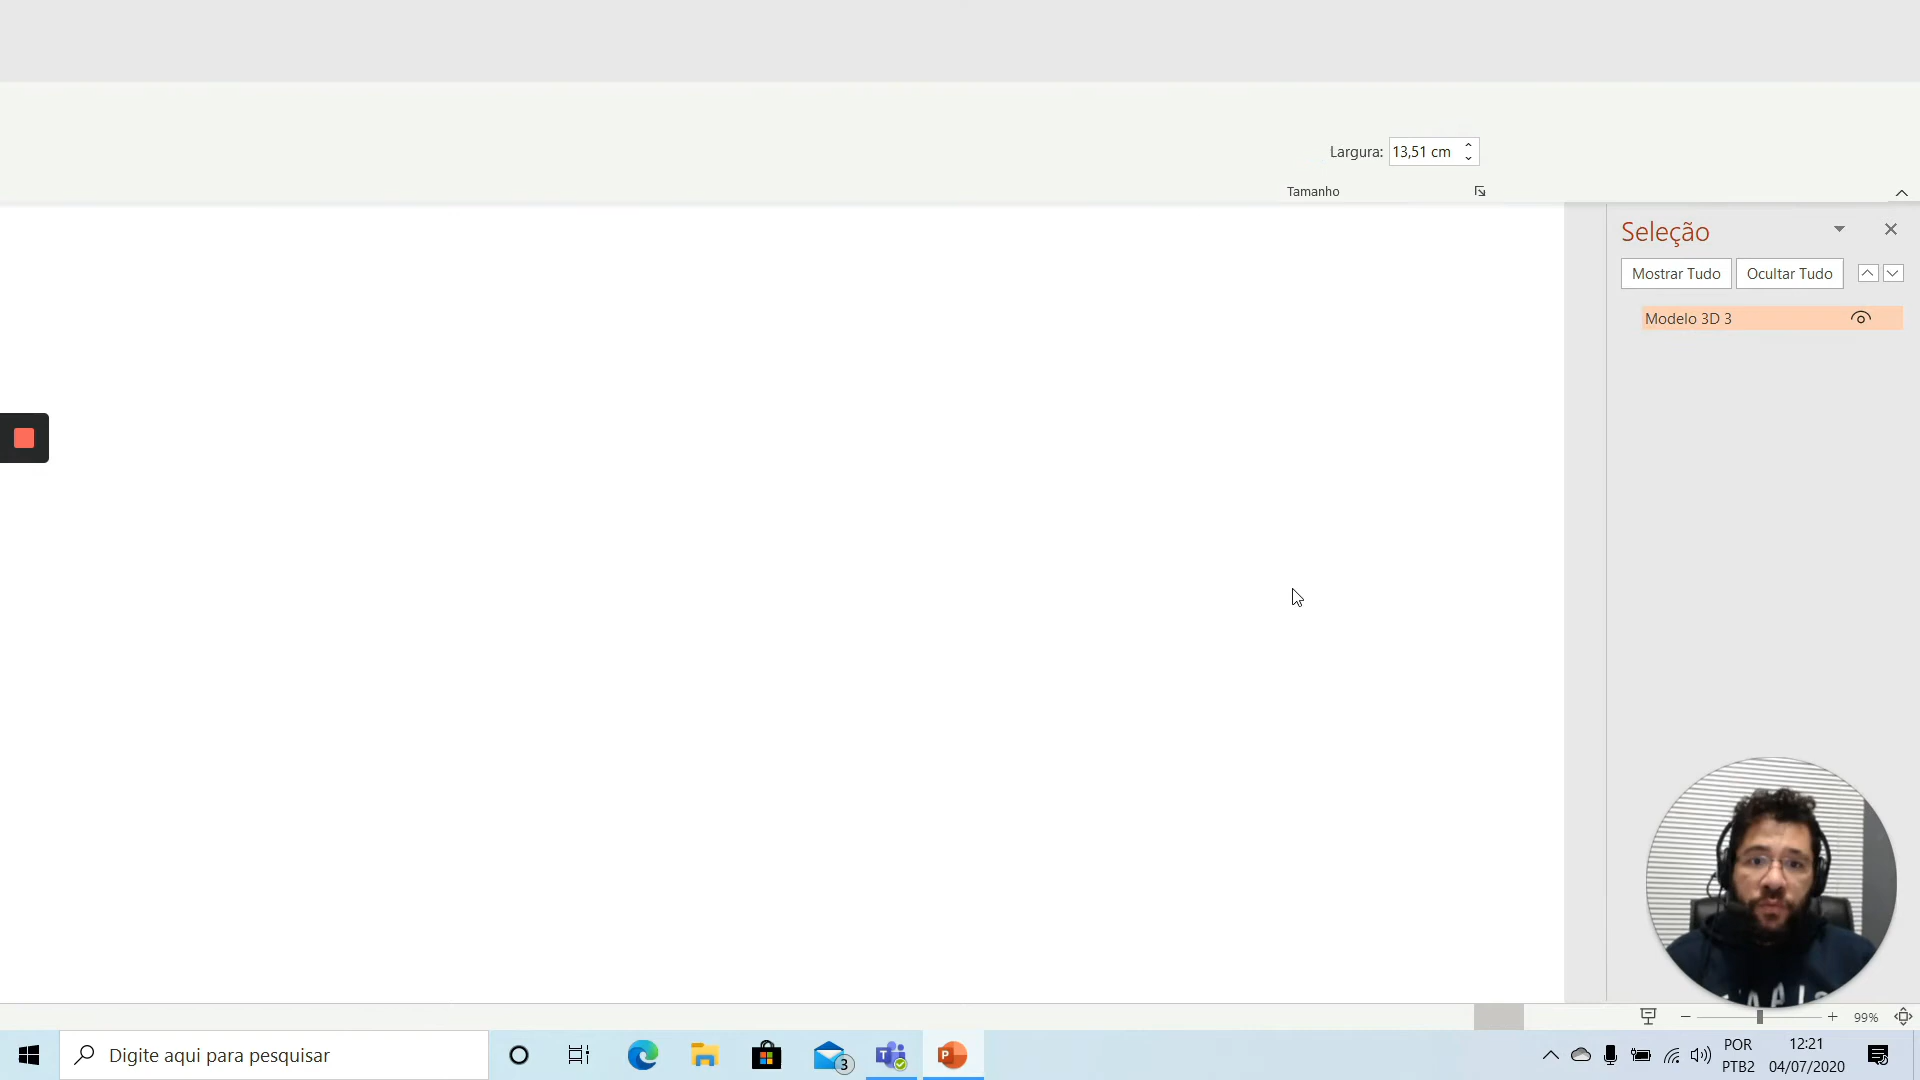 Largura: 13,51 cm
Tamanho
Seleção
Mostrar Tudo Ocultar Tudo
Modelo 3D 3
99%
Digite aqui para pesquisar
3
POR
PTB2
12:21
04/07/2020